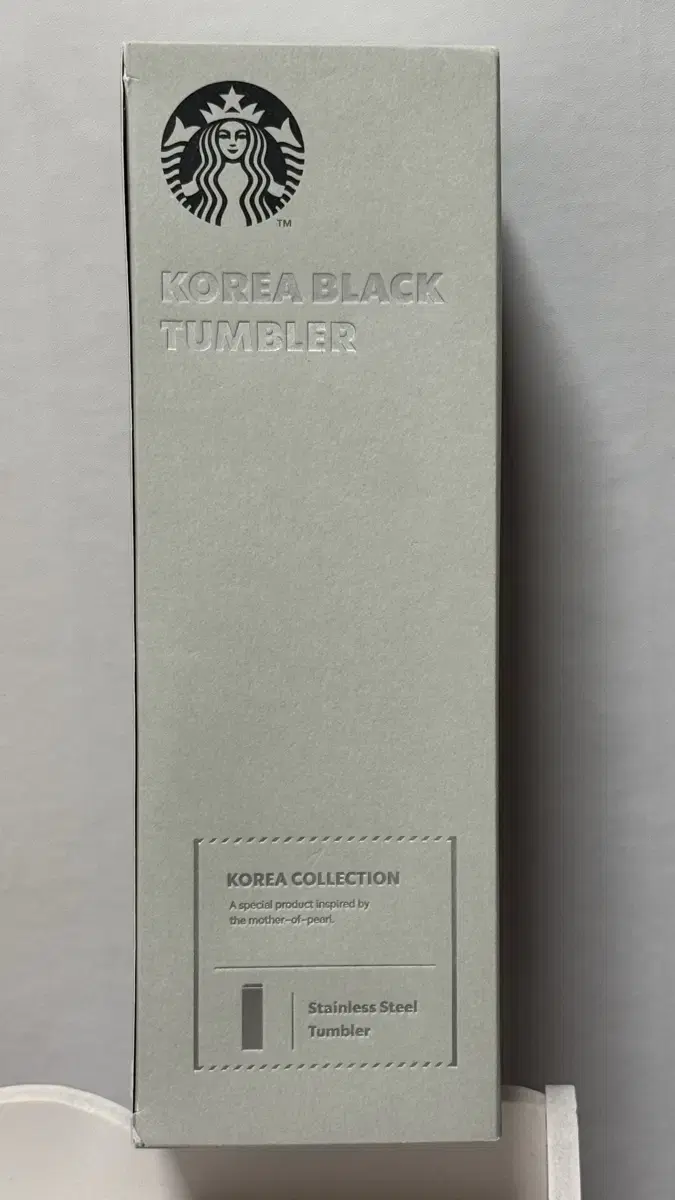 TM
KOREA BLACK
TUMBLER
KOREA COLLECTION
A special product inspired by
the mother-of-pearl.
Stainless Steel
Tumbler